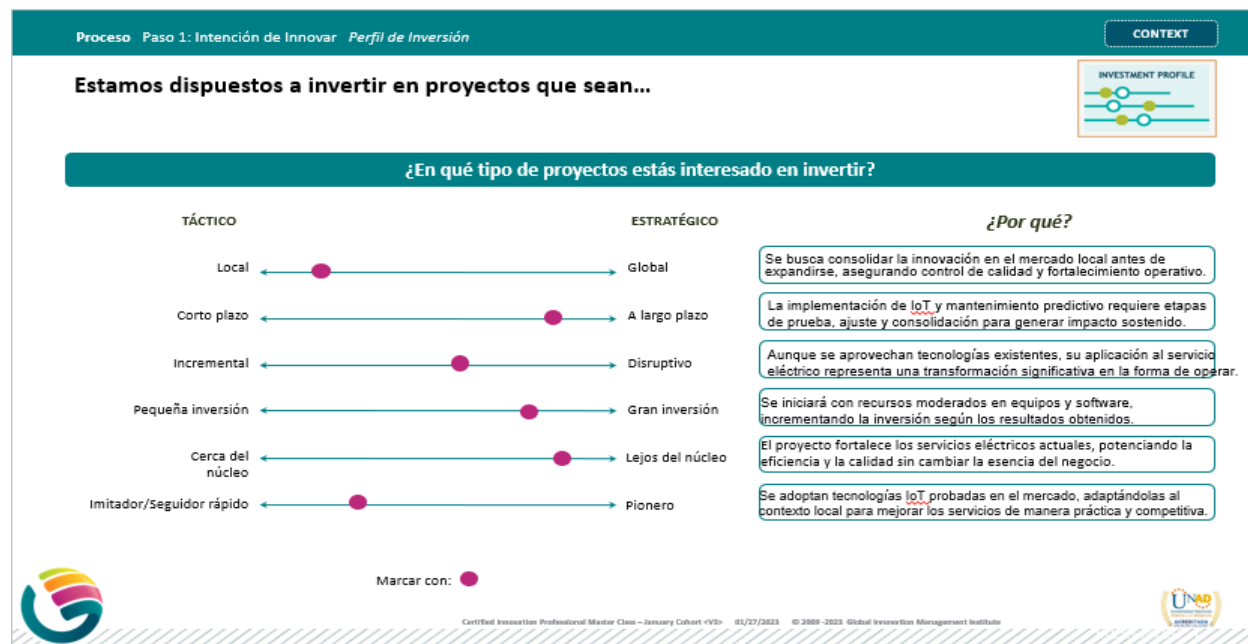 Proceso Paso 1: Intención de Innovar Perfil de Inversión
CONTEXT
Estamos dispuestos a invertir en proyectos que sean...
INVESTMENT PROFILE
¿En qué tipo de proyectos estás interesado en invertir?
TÁCTICO
ESTRATÉGICO
¿Por qué?
Local
Global
Se busca consolidar la innovación en el mercado local antes de
expandirse, asegurando control de calidad y fortalecimiento operativo.
Corto plazo
A largo plazo
La implementación de IoT y mantenimiento predictivo requiere etapas
de prueba, ajuste y consolidación para generar impacto sostenido.
Incremental
Disruptivo
Aunque se aprovechan tecnologías existentes, su aplicación al servicio
eléctrico representa una transformación significativa en la forma de operar.
Pequeña inversión
Gran inversión
Se iniciará con recursos moderados en equipos y software,
incrementando la inversión según los resultados obtenidos.
Cerca del
núcleo
Lejos del núcleo
El proyecto fortalece los servicios eléctricos actuales, potenciando la
eficiencia y la calidad sin cambiar la esencia del negocio.
Imitador/Seguidor rápido
Pionero
Se adoptan tecnologías IoT probadas en el mercado, adaptándolas al
contexto local para mejorar los servicios de manera práctica y competitiva.
Marcar con:
Certified Innovation Professional Master Class – January Cohort <V3> 01/27/2023 © 2009 -2023 Global Innovation Management Institute
UNAD